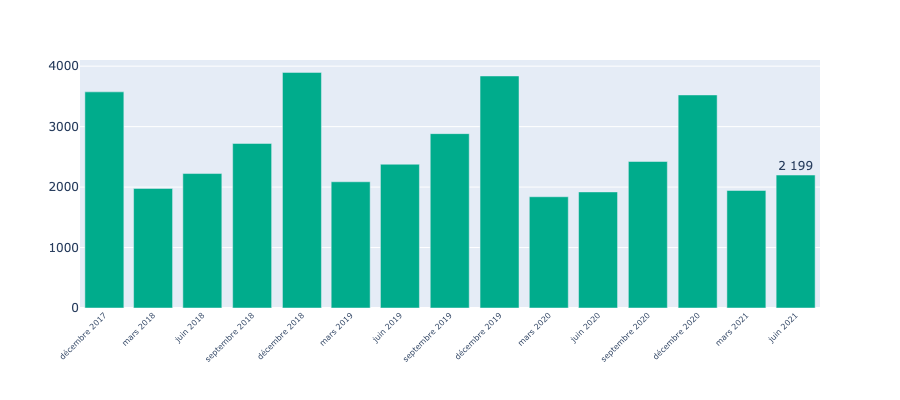 4000
3000
2000
1000
0
2 199
décembre 2017
mars 2018
juin 2018
septembre 2018
décembre 2018
mars 2019
juin 2019
septembre 2019
décembre 2019
mars 2020
juin 2020
septembre 2020
décembre 2020
mars 2021
juin 2021